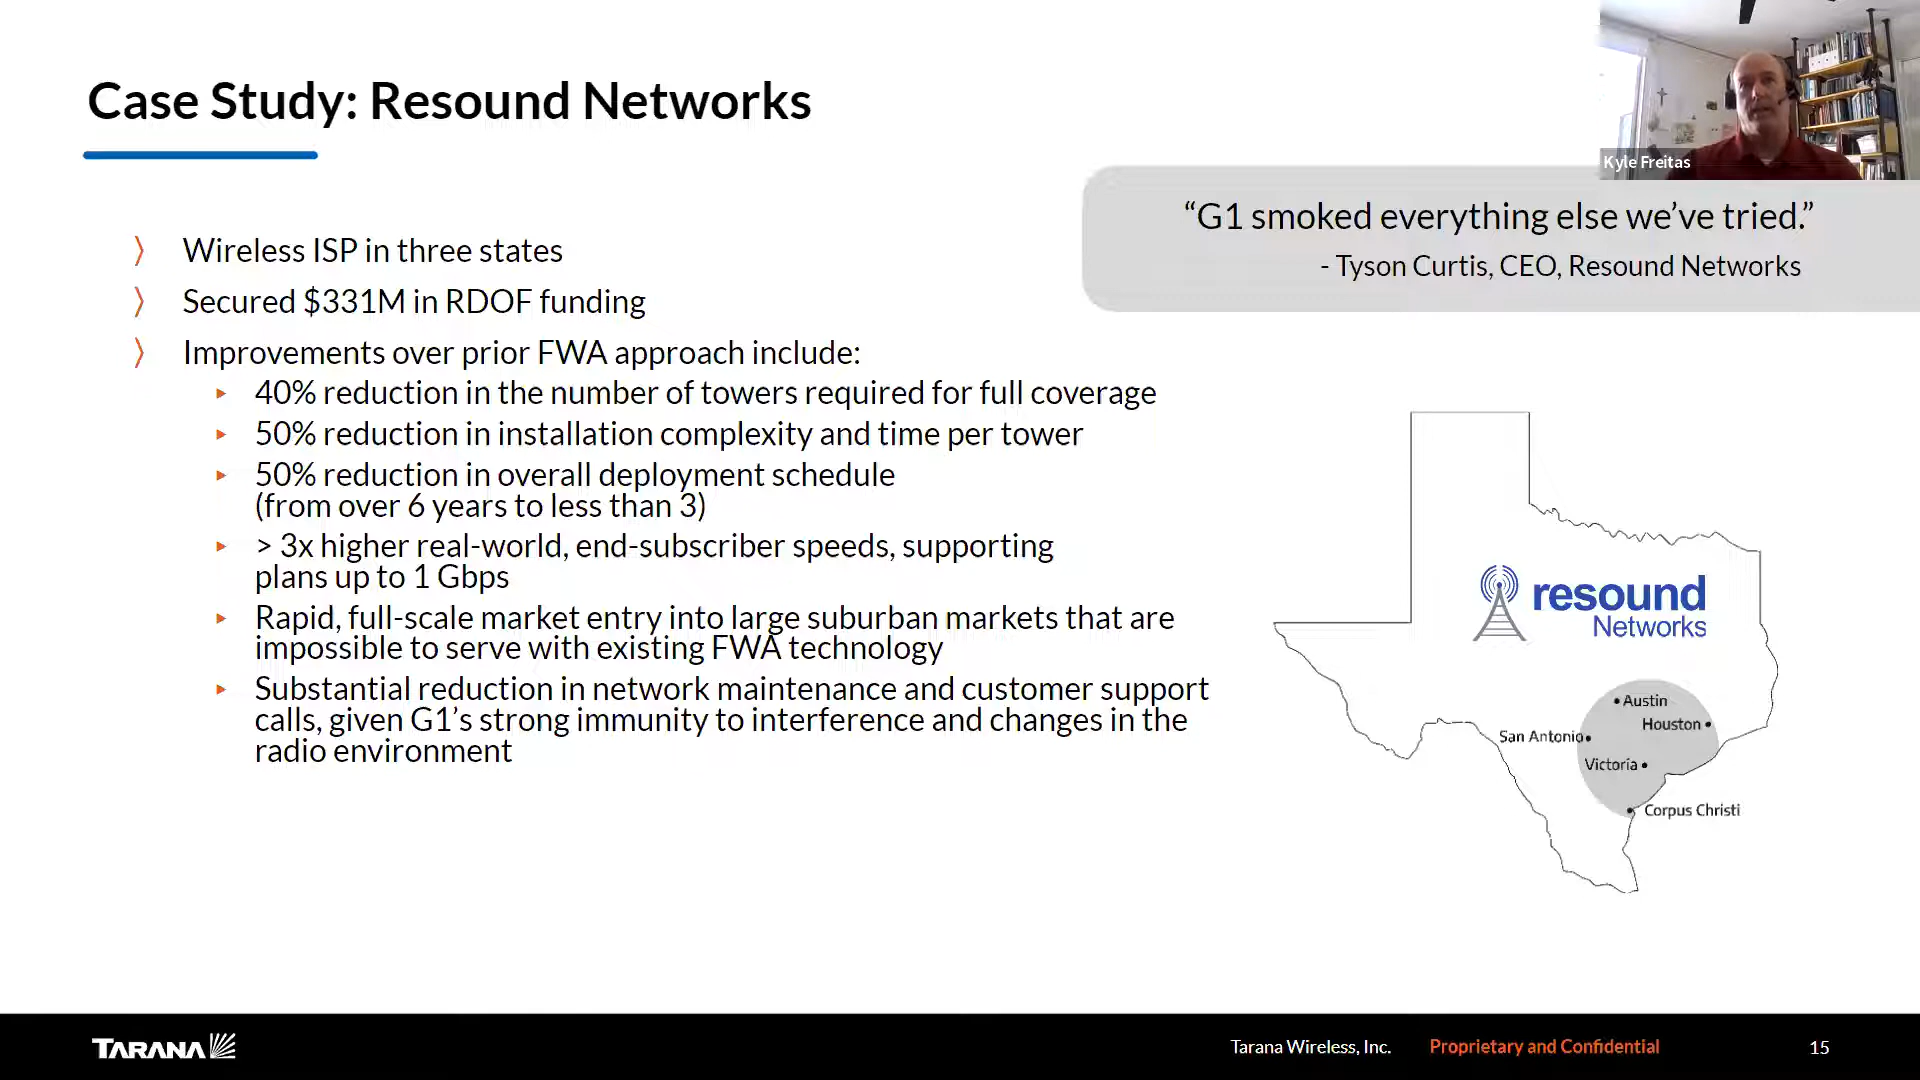 Case Study: Resound Networks
Kyle Freitas
“G1 smoked everything else we’ve tried.”
- Tyson Curtis, CEO, Resound Networks
Wireless ISP in three states
Secured $331M in RDOF funding
Improvements over prior FWA approach include:
40% reduction in the number of towers required for full coverage
50% reduction in installation complexity and time per tower
50% reduction in overall deployment schedule
(from over 6 years to less than 3)
> 3x higher real-world, end-subscriber speeds, supporting
plans up to 1 Gbps
Rapid, full-scale market entry into large suburban markets that are
impossible to serve with existing FWA technology
Substantial reduction in network maintenance and customer support
calls, given G1’s strong immunity to interference and changes in the
radio environment
resound
Networks
Austin
Houston
San Antonio
Victoria
Corpus Christi
TARANA
Tarana Wireless, Inc.
Proprietary and Confidential
15